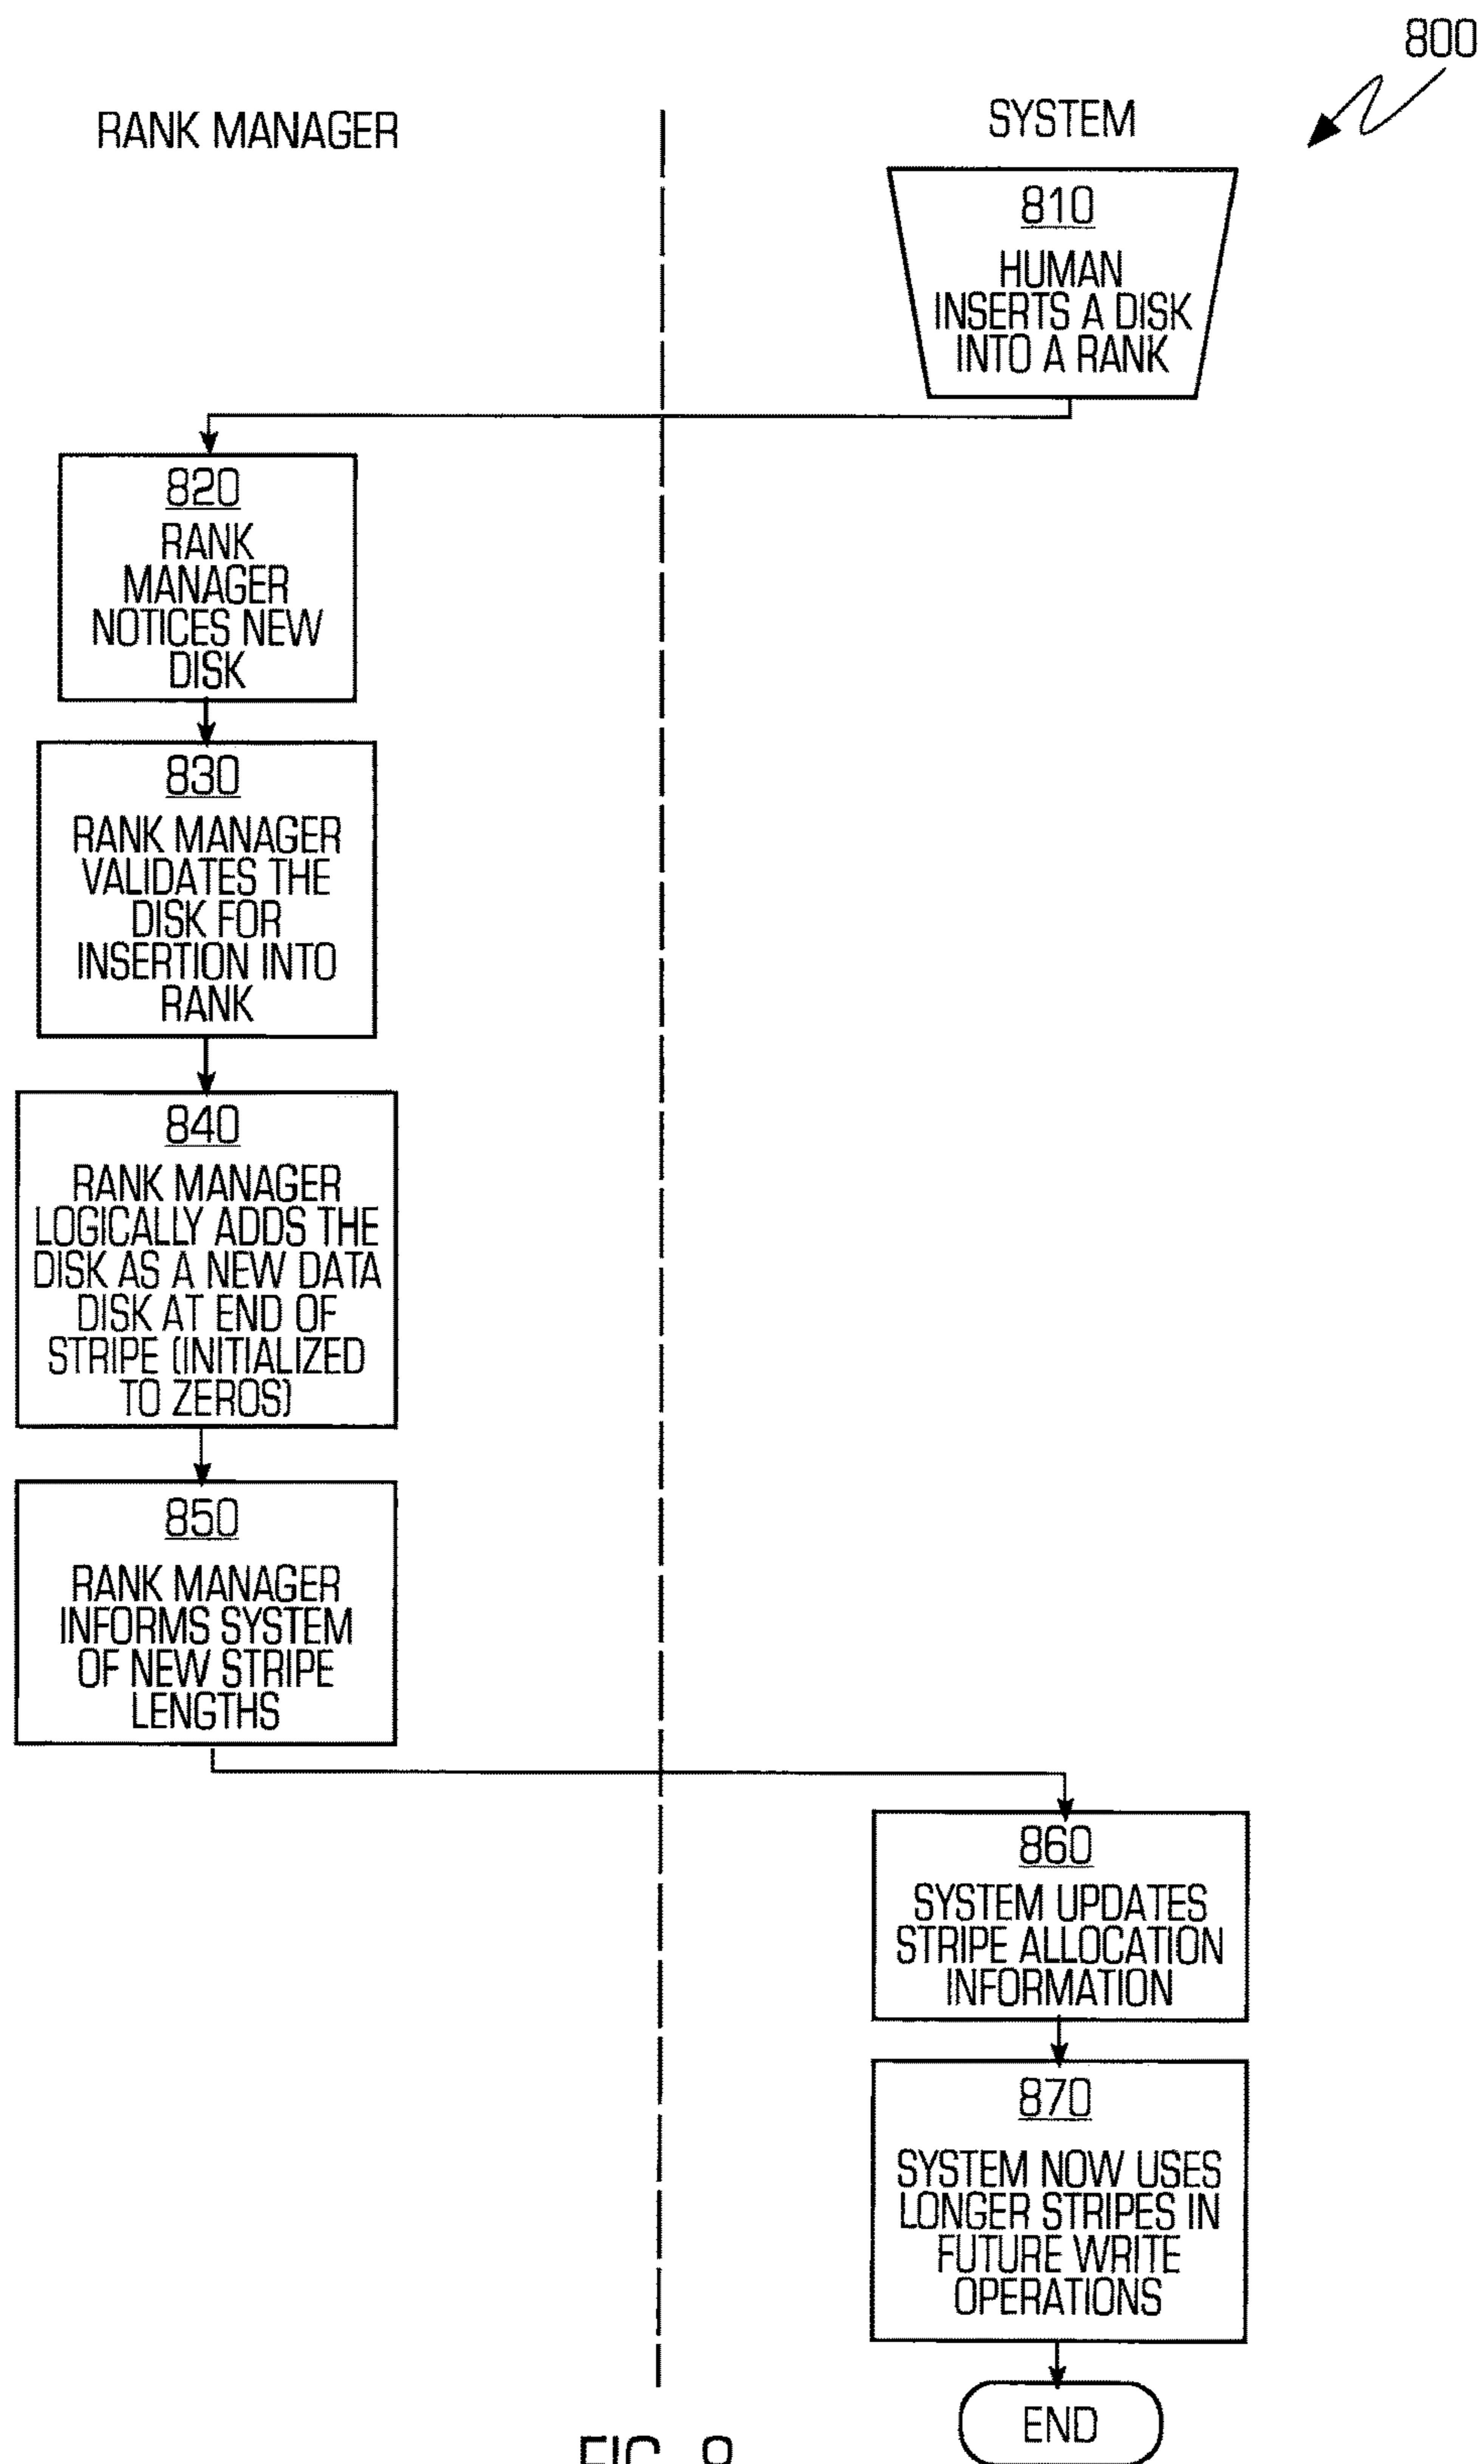 800
RANK MANAGER
SYSTEM
810
HUMAN
INSERTS A DISK
INTO A RANK
820
RANK
MANAGER
NOTICES NEW
DISK
830
RANK MANAGER
VALIDATES THE
DISK FOR
INSERTION INTO
RANK
840
RANK MANAGER
LOGICALLY ADDS THE
DISK AS A NEW DATA
DISK AT END OF
STRIPE (INITIALIZED
TO ZEROS)
850
RANK MANAGER
INFORMS SYSTEM
OF NEW STRIPE
LENGTHS
860
SYSTEM UPDATES
STRIPE ALLOCATION
INFORMATION
870
SYSTEM NOW USES
LONGER STRIPES IN
FUTURE WRITE
OPERATIONS
END
FIG.